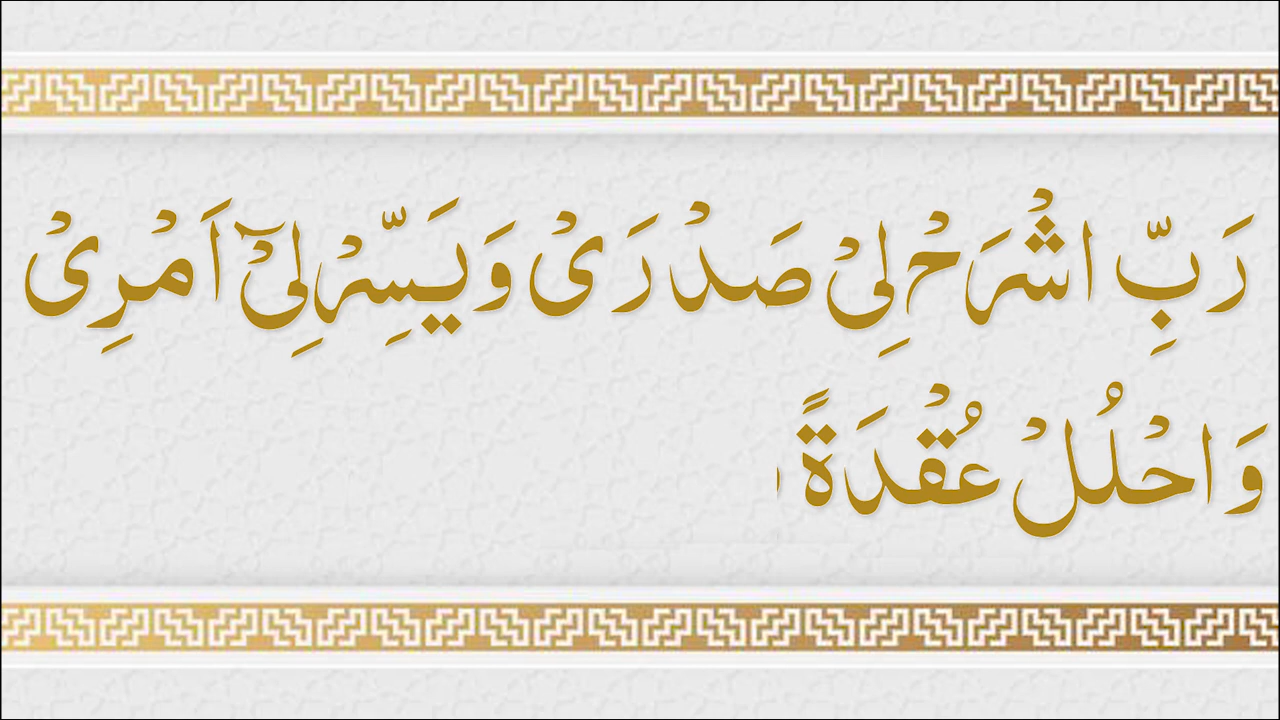 رَبِّ اشْرَحْ لِىْ صَدْرَىْ وَيَسِّرْ لِىْۤ اَمْرِىْ
وَاحْلُلْ عُقْدَةً